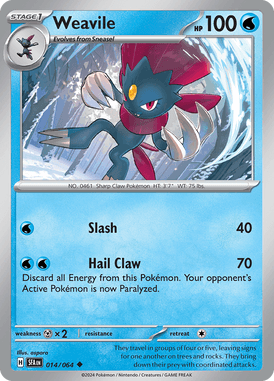 STAGE1 Weavile HP 100
Evolves from Sneasel
NO. 0461 Sharp Claw Pokémon HT: 3'7" WT: 75 lbs.
Slash 40
Hail Claw 70
Discard all Energy from this Pokémon. Your opponent's
Active Pokémon is now Paralyzed.
weakness ×2 resistance retreat
Illus. aspara
H SFA EN 014/064
They travel in groups of four or five, leaving signs
for one another on trees and rocks. They bring
down their prey with coordinated attacks.
©2024 Pokémon / Nintendo / Creatures / GAME FREAK